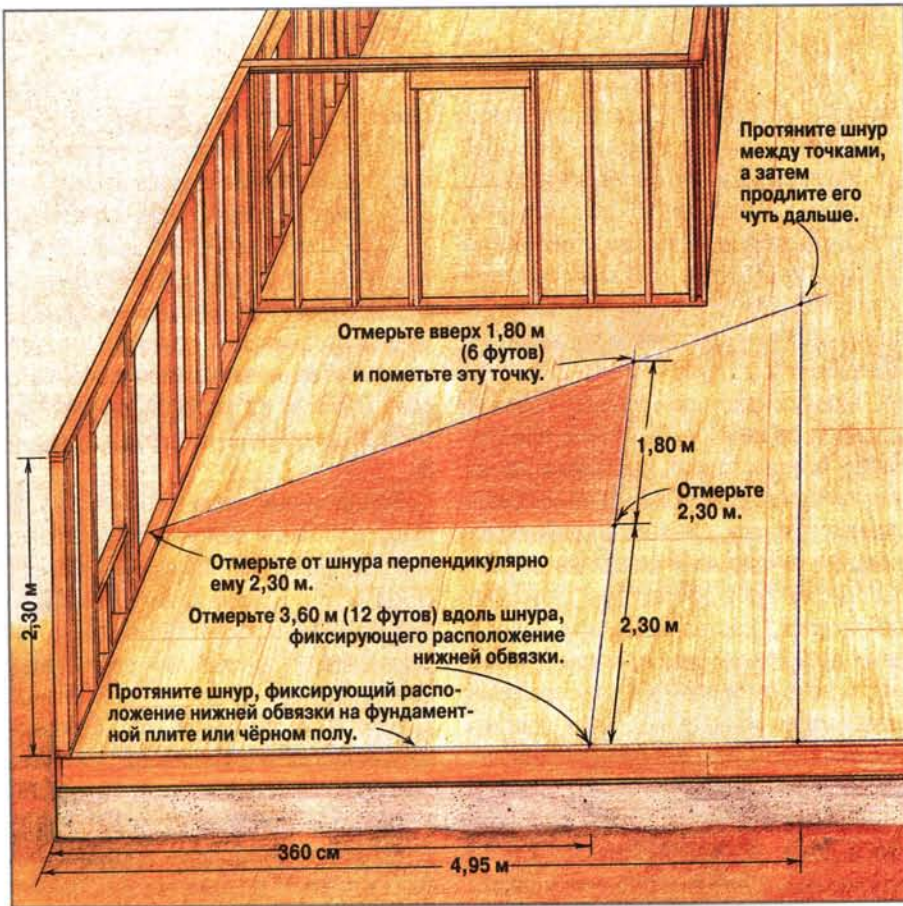 Протяните шнур
между точками,
а затем
продлите его
чуть дальше.
Отмерьте вверх 1,80 м
(6 футов)
и пометьте эту точку.
1,80 м
Отмерьте
2,30 м.
Отмерьте от шнура перпендикулярно
ему 2,30 м.
2,30 м
Отмерьте 3,60 м (12 футов) вдоль шнура,
фиксирующего расположение
нижней обвязки.
2,30 м
Протяните шнур, фиксирующий распо-
ложение нижней обвязки на фундамент-
ной плите или чёрном полу.
360 см
4,95 м